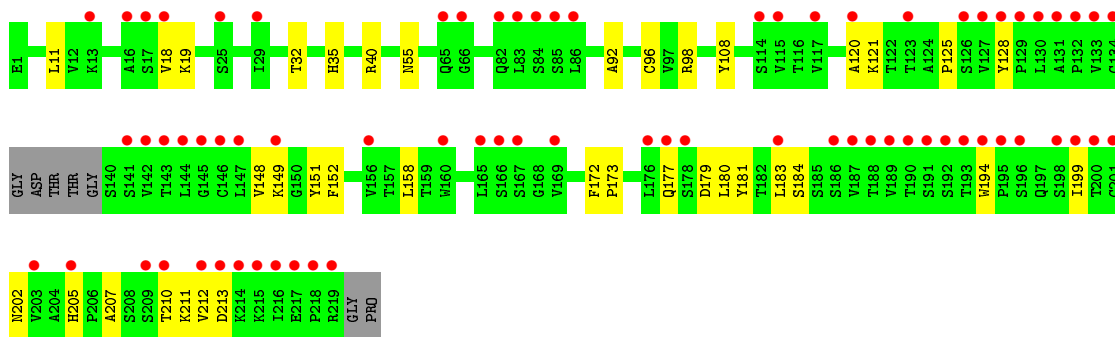 E1 L11 V12 K13 A16 S17 V18 K19 S25 I29 T32 H35 R40 N55 Q65 G66 Q82 L83 S84 S85 L86 A92 C96 V97 R98 Y108 S114 V115 T116 V117 A120 K121 T122 T123 A124 P125 S126 V127 Y128 P129 L130 A131 P132 V133 C134
GLY ASP THR THR GLY S140 S141 V142 T143 L144 G145 C146 L147 V148 K149 G150 Y151 F152 V156 T157 L158 T159 W160 L165 S166 S167 G168 V169 F172 P173 L176 Q177 S178 D179 L180 Y181 T182 L183 S184 S185 S186 V187 T188 V189 T190 S191 S192 T193 W194 P195 S196 Q197 S198 I199 T200 C201
N202 V203 A204 H205 P206 A207 S208 S209 T210 K211 V212 D213 K214 K215 I216 E217 P218 R219 GLY PRO